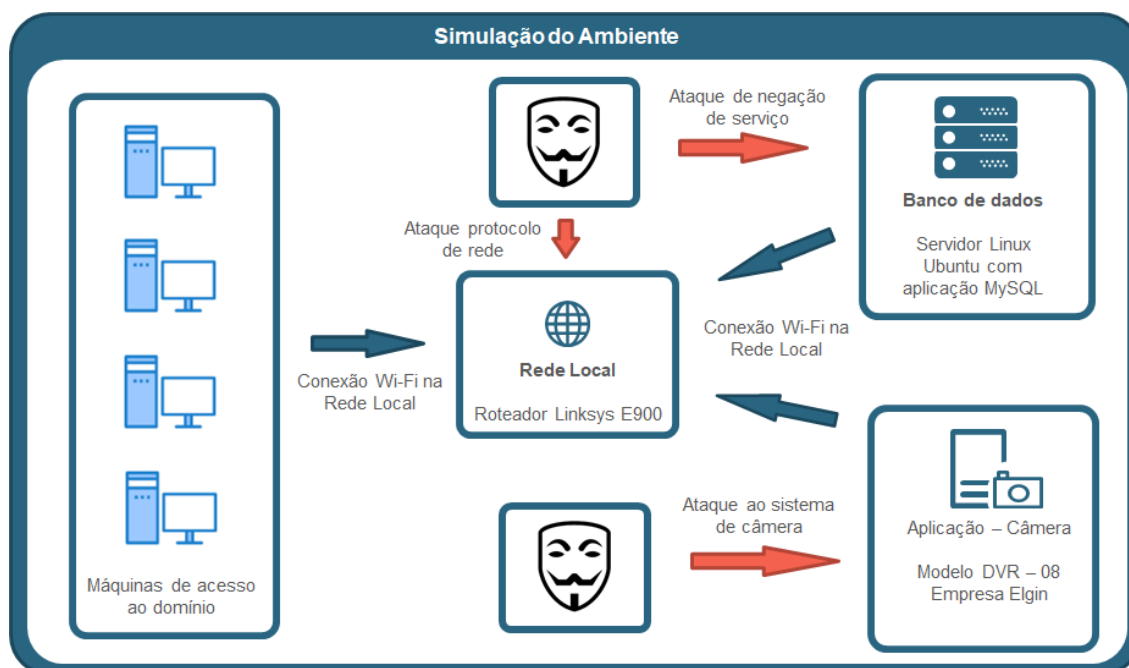 Simulação do Ambiente
Ataque de negação
de serviço
Banco de dados
Servidor Linux
Ubuntu com
aplicação MySQL
Ataque protocolo
de rede
Rede Local
Roteador Linksys E900
Conexão Wi-Fi na
Rede Local
Conexão Wi-Fi na
Rede Local
Máquinas de acesso
ao domínio
Ataque ao sistema
de câmera
Aplicação – Câmera
Modelo DVR – 08
Empresa Elgin